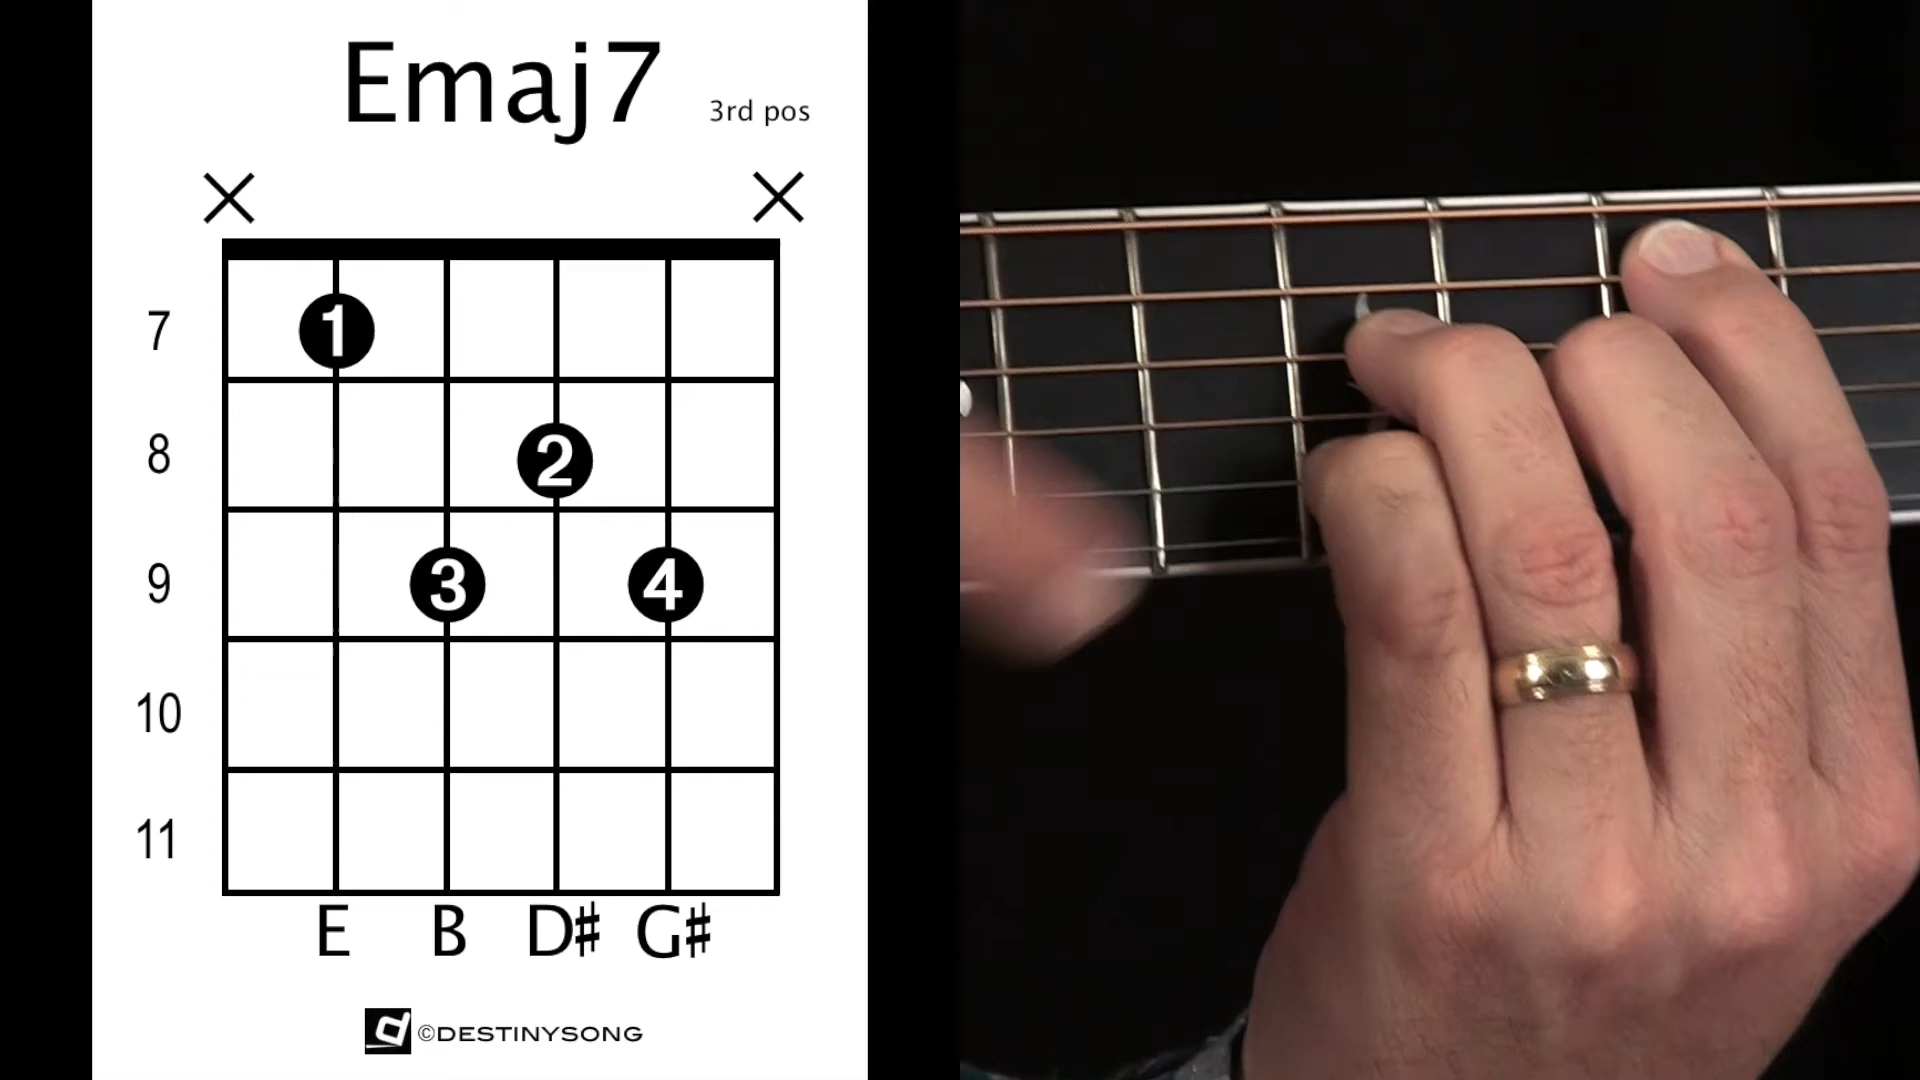 Emaj7 3rd pos
× ×
7 1
8 2
9 3 4
10
11
E B D♯ G♯
©DESTINYSONG